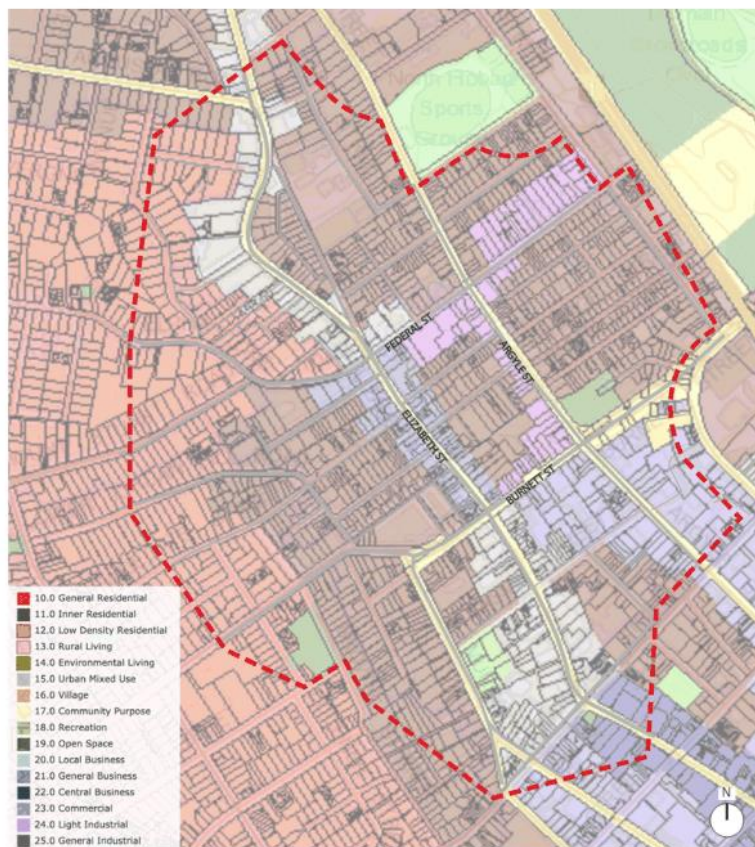 North Hobart
Sports
FEDERAL ST
ARGYLE ST
ELIZABETH ST
BURNETT ST
10.0 General Residential
11.0 Inner Residential
12.0 Low Density Residential
13.0 Rural Living
14.0 Environmental Living
15.0 Urban Mixed Use
16.0 Village
17.0 Community Purpose
18.0 Recreation
19.0 Open Space
20.0 Local Business
21.0 General Business
22.0 Central Business
23.0 Commercial
24.0 Light Industrial
25.0 General Industrial
N